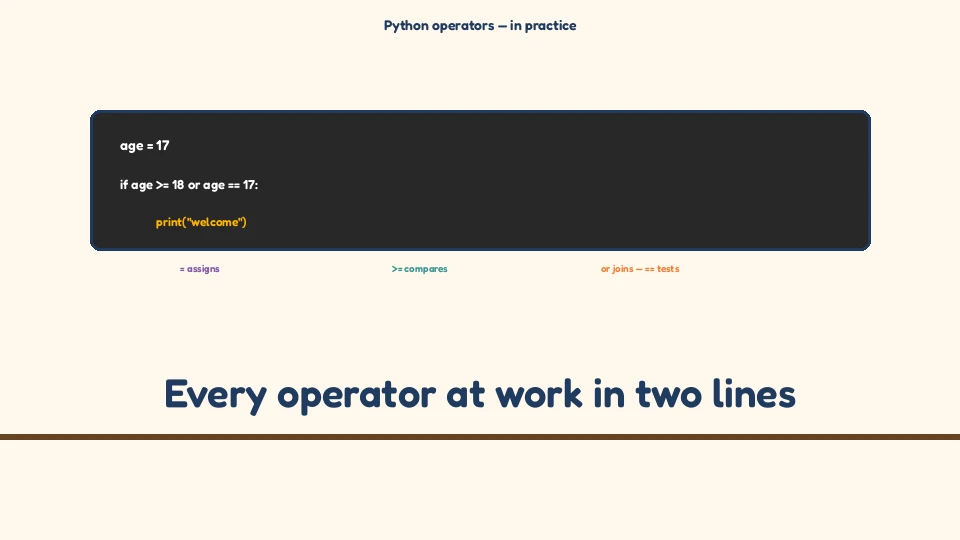 Python operators — in practice
age = 17
if age >= 18 or age == 17:
print("welcome")
= assigns
>= compares
or joins — == tests
Every operator at work in two lines